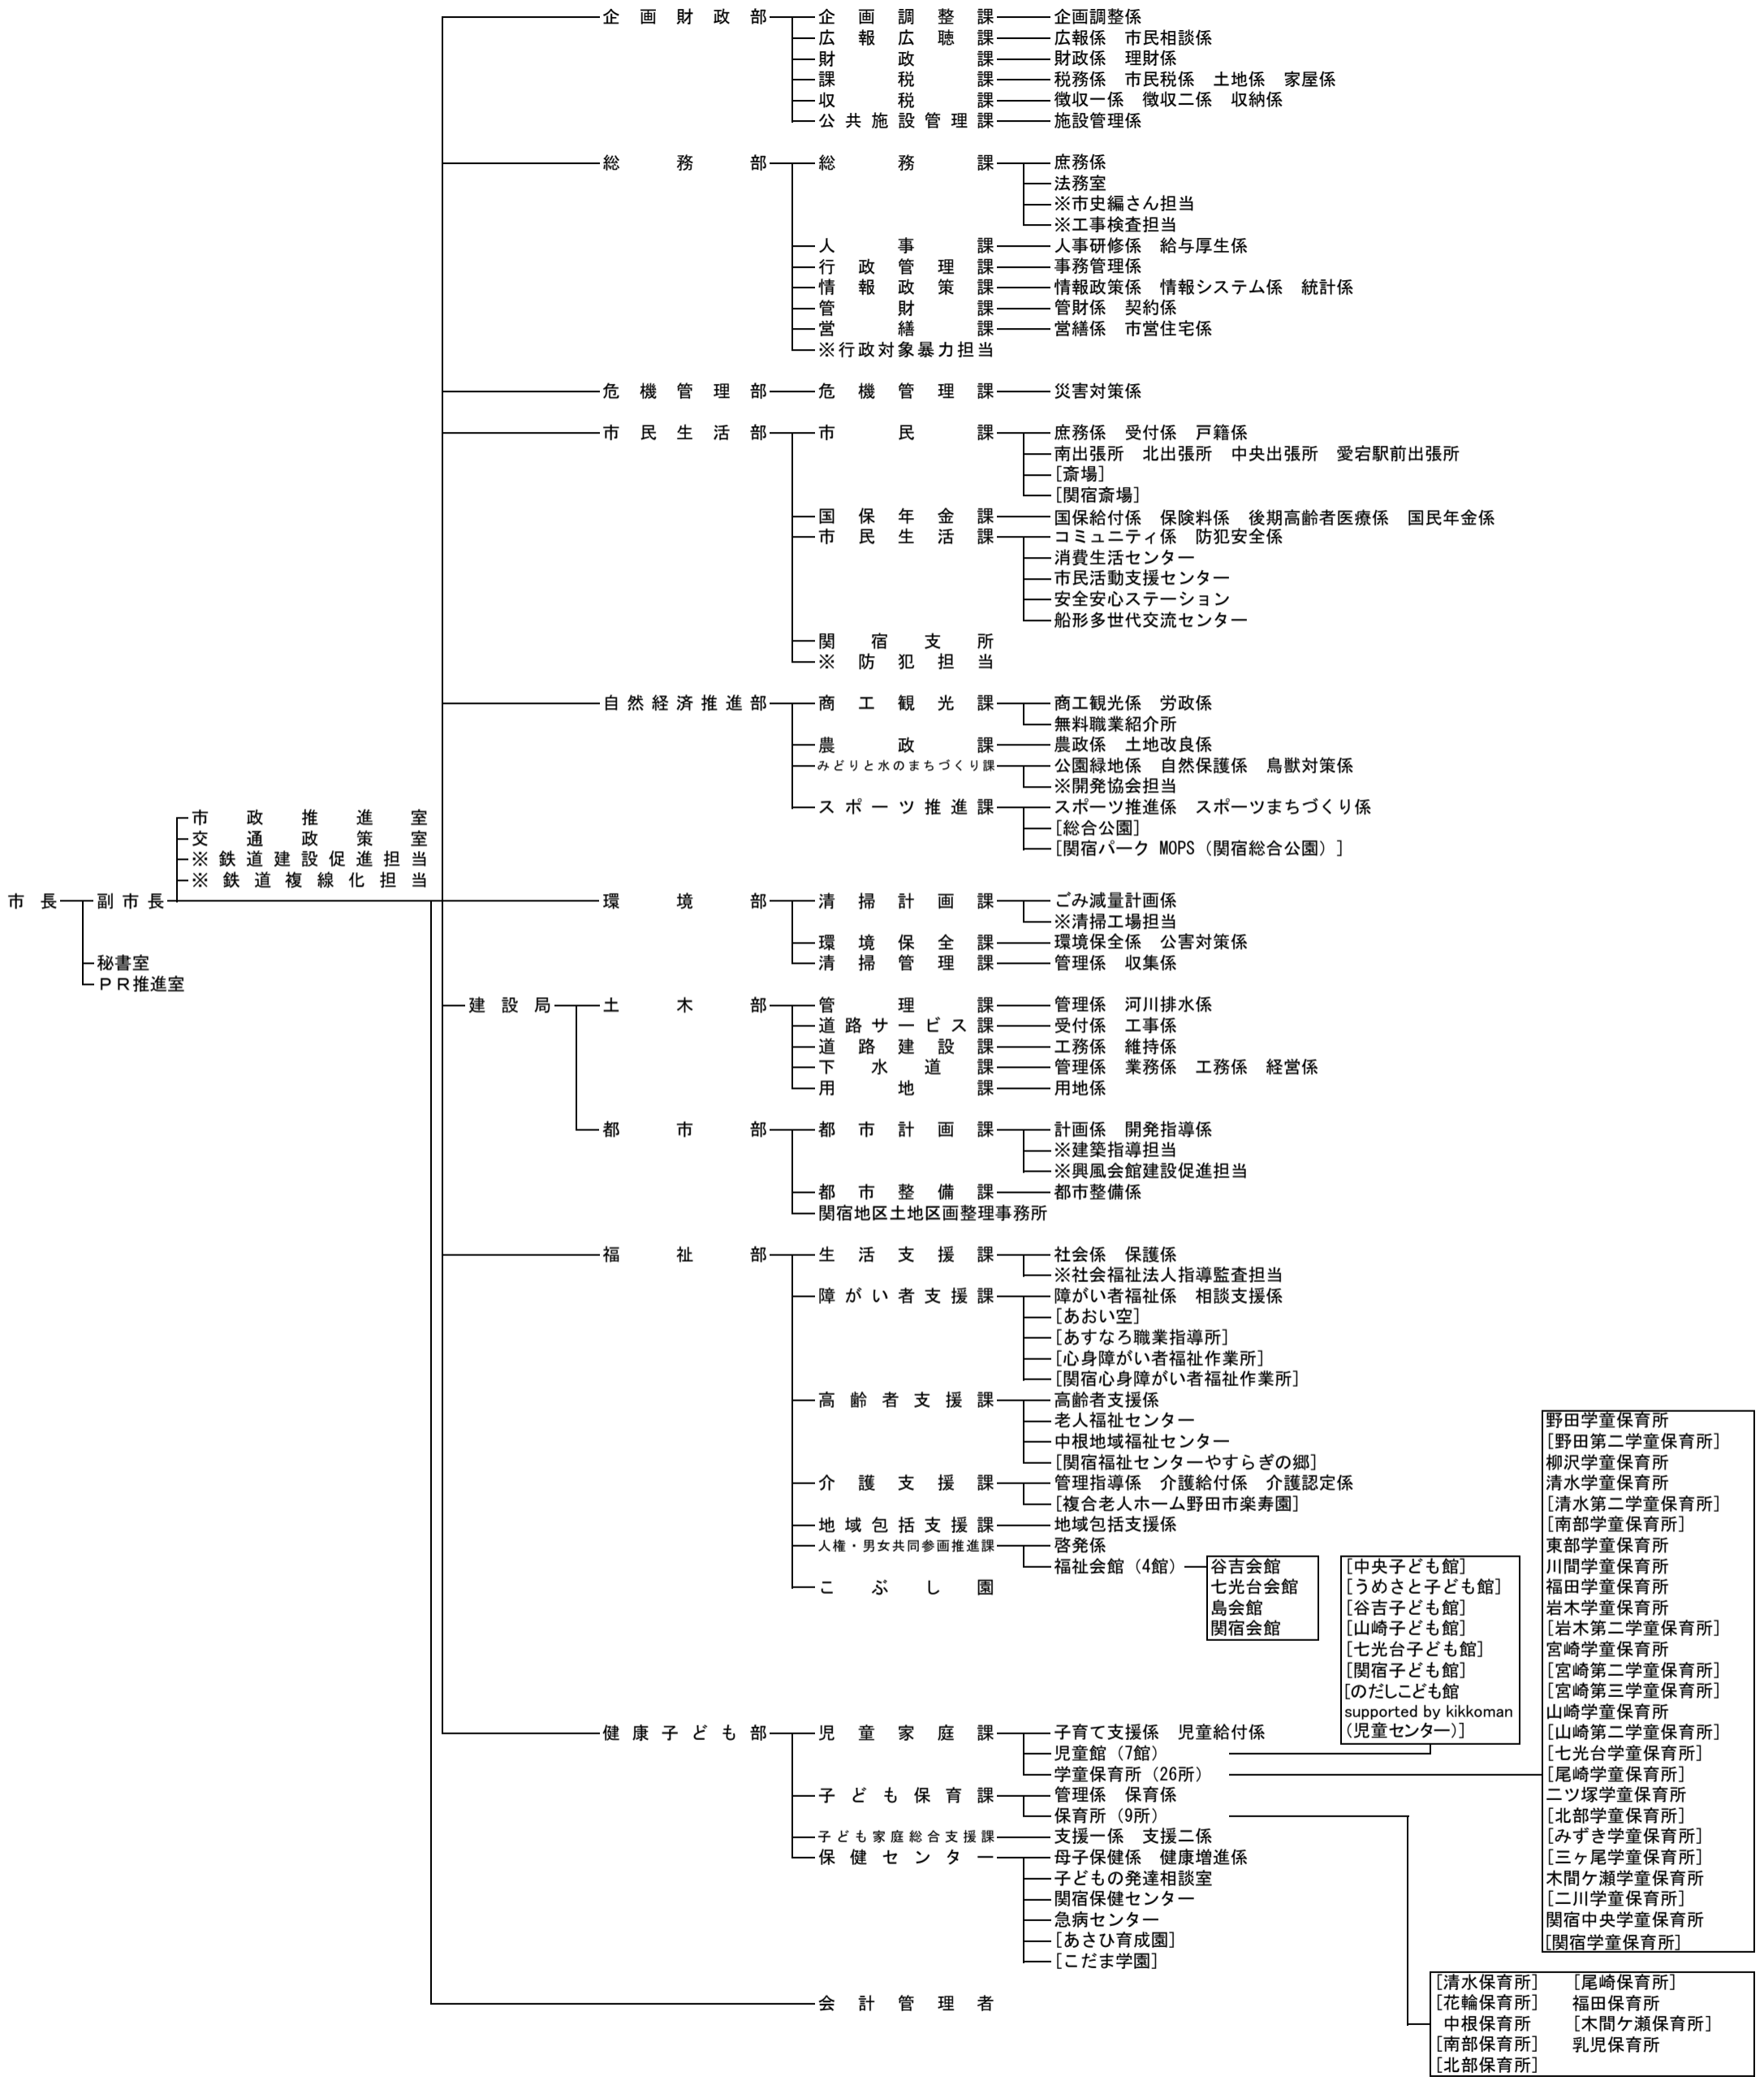 企画財政部 企画調整課 企画調整係
広報広聴課 広報係 市民相談係
財政課 財政係 理財係
課税課 税務係 市民税係 土地係 家屋係
収税課 徴収一係 徴収二係 収納係
公共施設管理課 施設管理係
総務部 総務課 庶務係
法務室
※市史編さん担当
※工事検査担当
人事課 人事研修係 給与厚生係
行政管理課 事務管理係
情報政策課 情報政策係 情報システム係 統計係
管財課 管財係 契約係
営繕課 営繕係 市営住宅係
※行政対象暴力担当
危機管理部 危機管理課 災害対策係
市民生活部 市民課 庶務係 受付係 戸籍係
南出張所 北出張所 中央出張所 愛宕駅前出張所
[斎場]
[関宿斎場]
国保年金課 国保給付係 保険料係 後期高齢者医療係 国民年金係
市民生活課 コミュニティ係 防犯安全係
消費生活センター
市民活動支援センター
安全安心ステーション
船形多世代交流センター
関宿支所
※防犯担当
自然経済推進部 商工観光課 商工観光係 労政係
無料職業紹介所
農政課 農政係 土地改良係
みどりと水のまちづくり課 公園緑地係 自然保護係 鳥獣対策係
※開発協会担当
スポーツ推進課 スポーツ推進係 スポーツまちづくり係
[総合公園]
[関宿パーク MOPS（関宿総合公園）]
市政推進室
交通政策室
※鉄道建設促進担当
※鉄道複線化担当
市長 副市長
秘書室
ＰＲ推進室
環境部 清掃計画課 ごみ減量計画係
※清掃工場担当
環境保全課 環境保全係 公害対策係
清掃管理課 管理係 収集係
建設局 土木部 管理課 管理係 河川排水係
道路サービス課 受付係 工事係
道路建設課 工務係 維持係
下水道課 管理係 業務係 工務係 経営係
用地課 用地係
都市部 都市計画課 計画係 開発指導係
※建築指導担当
※興風会館建設促進担当
都市整備課 都市整備係
関宿地区土地区画整理事務所
福祉部 生活支援課 社会係 保護係
※社会福祉法人指導監査担当
障がい者支援課 障がい者福祉係 相談支援係
[あおい空]
[あすなろ職業指導所]
[心身障がい者福祉作業所]
[関宿心身障がい者福祉作業所]
高齢者支援課 高齢者支援係
老人福祉センター
中根地域福祉センター
[関宿福祉センターやすらぎの郷]
介護支援課 管理指導係 介護給付係 介護認定係
[複合老人ホーム野田市楽寿園]
地域包括支援課 地域包括支援係
人権・男女共同参画推進課 啓発係
福祉会館（4館）
こぶし園
谷吉会館
七光台会館
島会館
関宿会館
健康子ども部 児童家庭課 子育て支援係 児童給付係
児童館（7館）
学童保育所（26所）
子ども保育課 管理係 保育係
保育所（9所）
子ども家庭総合支援課 支援一係 支援二係
保健センター 母子保健係 健康増進係
子どもの発達相談室
関宿保健センター
急病センター
[あさひ育成園]
[こだま学園]
会計管理者
[中央子ども館]
[うめさと子ども館]
[谷吉子ども館]
[山崎子ども館]
[七光台子ども館]
[関宿子ども館]
[のだしこども館
supported by kikkoman
（児童センター）]
野田学童保育所
[野田第二学童保育所]
柳沢学童保育所
清水学童保育所
[清水第二学童保育所]
[南部学童保育所]
東部学童保育所
川間学童保育所
福田学童保育所
岩木学童保育所
[岩木第二学童保育所]
宮崎学童保育所
[宮崎第二学童保育所]
[宮崎第三学童保育所]
山崎学童保育所
[山崎第二学童保育所]
[七光台学童保育所]
[尾崎学童保育所]
二ツ塚学童保育所
[北部学童保育所]
[みずき学童保育所]
[三ヶ尾学童保育所]
木間ケ瀬学童保育所
[二川学童保育所]
関宿中央学童保育所
[関宿学童保育所]
[清水保育所] [尾崎保育所]
[花輪保育所] 福田保育所
中根保育所 [木間ケ瀬保育所]
[南部保育所] 乳児保育所
[北部保育所]